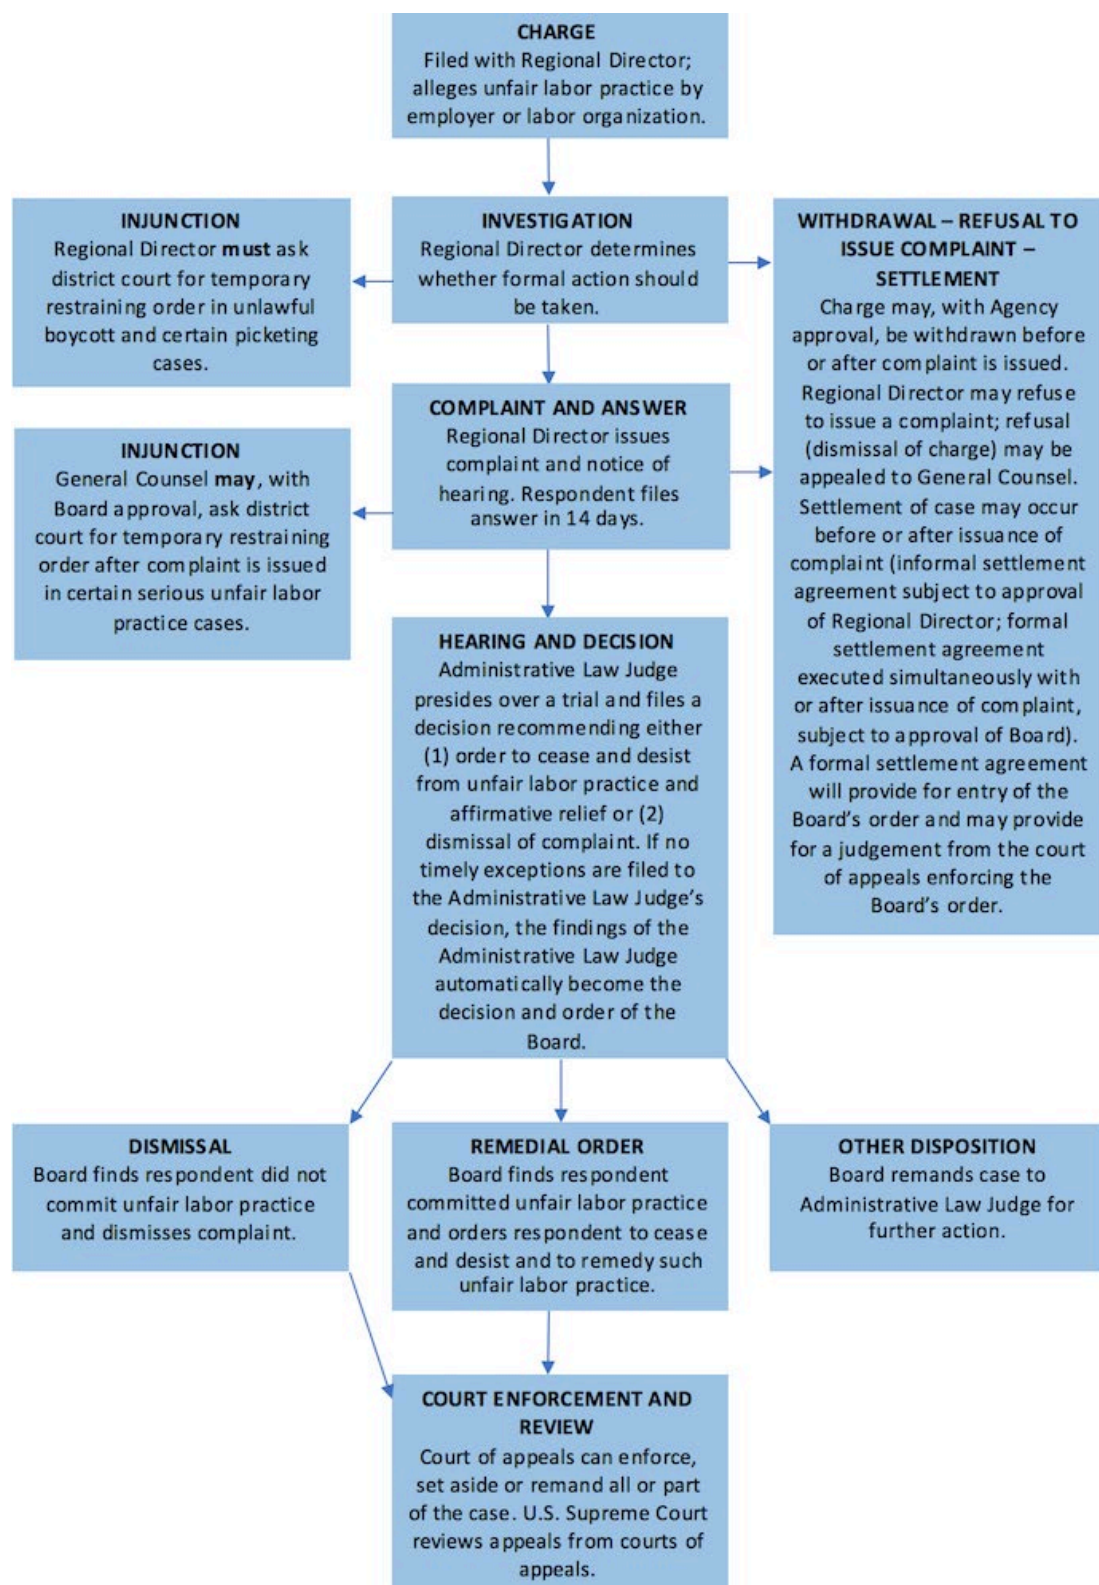 CHARGE
Filed with Regional Director;
alleges unfair labor practice by
employer or labor organization.
INJUNCTION
Regional Director must ask
district court for temporary
restraining order in unlawful
boycott and certain picketing
cases.
INVESTIGATION
Regional Director determines
whether formal action should
be taken.
WITHDRAWAL – REFUSAL TO
ISSUE COMPLAINT –
SETTLEMENT
Charge may, with Agency
approval, be withdrawn before
or after complaint is issued.
Regional Director may refuse
to issue a complaint; refusal
(dismissal of charge) may be
appealed to General Counsel.
Settlement of case may occur
before or after issuance of
complaint (informal settlement
agreement subject to approval
of Regional Director; formal
settlement agreement
executed simultaneously with
or after issuance of complaint,
subject to approval of Board).
A formal settlement agreement
will provide for entry of the
Board's order and may provide
for a judgement from the court
of appeals enforcing the
Board's order.
COMPLAINT AND ANSWER
Regional Director issues
complaint and notice of
hearing. Respondent files
answer in 14 days.
INJUNCTION
General Counsel may, with
Board approval, ask district
court for temporary restraining
order after complaint is issued
in certain serious unfair labor
practice cases.
HEARING AND DECISION
Administrative Law Judge
presides over a trial and files a
decision recommending either
(1) order to cease and desist
from unfair labor practice and
affirmative relief or (2)
dismissal of complaint. If no
timely exceptions are filed to
the Administrative Law Judge's
decision, the findings of the
Administrative Law Judge
automatically become the
decision and order of the
Board.
DISMISSAL
Board finds respondent did not
commit unfair labor practice
and dismisses complaint.
REMEDIAL ORDER
Board finds respondent
committed unfair labor practice
and orders respondent to cease
and desist and to remedy such
unfair labor practice.
OTHER DISPOSITION
Board remands case to
Administrative Law Judge for
further action.
COURT ENFORCEMENT AND
REVIEW
Court of appeals can enforce,
set aside or remand all or part
of the case. U.S. Supreme Court
reviews appeals from courts of
appeals.